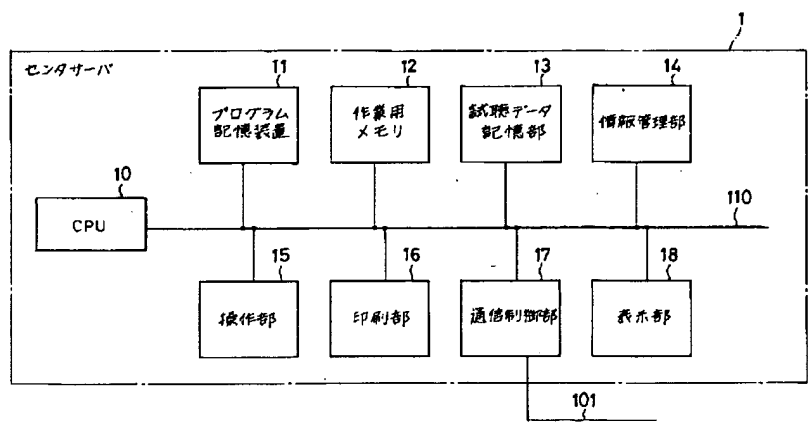 1
センタサーバ
11
12
13
14
プログラム
記憶装置
作業用
メモリ
試聴データ
記憶部
情報管理部
10
CPU
110
15
16
17
18
操作部
印刷部
通信制御部
表示部
101